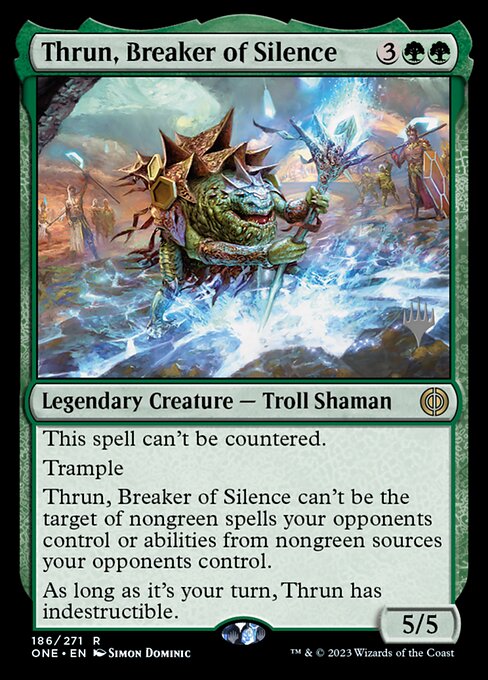 Thrun, Breaker of Silence 3
Legendary Creature — Troll Shaman
This spell can't be countered.
Trample
Thrun, Breaker of Silence can't be the
target of nongreen spells your opponents
control or abilities from nongreen sources
your opponents control.
As long as it's your turn, Thrun has
indestructible.
5/5
186/271 R
ONE • EN Simon Dominic
™ & © 2023 Wizards of the Coast